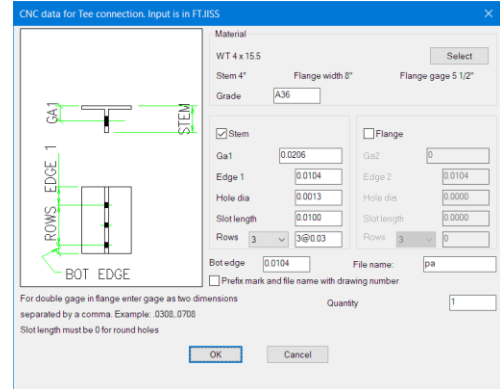 CNC data for Tee connection. Input is in FT.IISS
Material
WT 4 x 15.5
Select
Stem 4" Flange width 8" Flange gage 5 1/2"
Grade A36
GA1
STEM
ROWS EDGE 1
BOT EDGE
Stem
Ga1 0.0206
Edge 1 0.0104
Hole dia 0.0013
Slot length 0.0100
Rows 3 3@0.03
Flange
Ga2 0
Edge 2 0.0104
Hole dia 0.0000
Slot length 0.0000
Rows 3 0
Bot edge 0.0104 File name: pa
Prefix mark and file name with drawing number
For double gage in flange enter gage as two dimensions
separated by a comma. Example: .0308,.0708
Slot length must be 0 for round holes
Quantity 1
OK Cancel